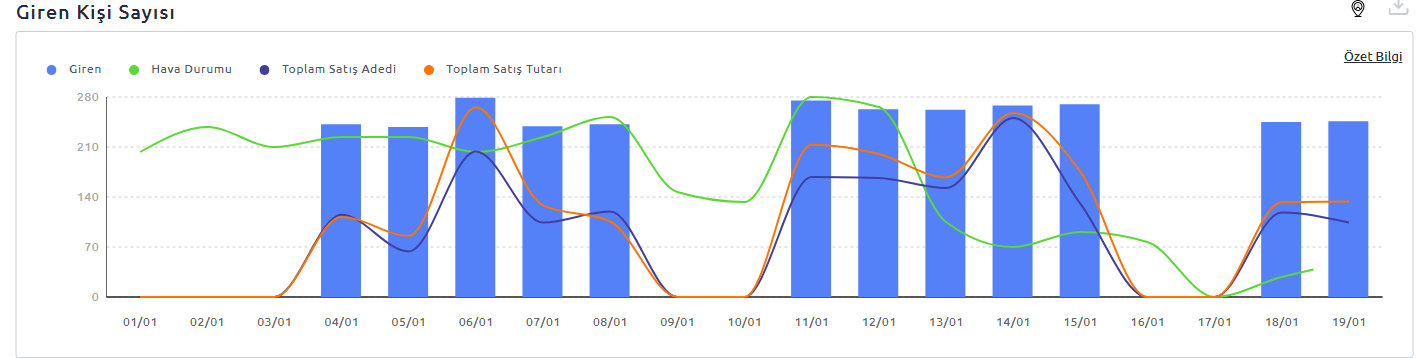 Giren Kişi Sayısı
Özet Bilgi
Giren Hava Durumu Toplam Satış Adedi Toplam Satış Tutarı
280
210
140
70
0
01/01 02/01 03/01 04/01 05/01 06/01 07/01 08/01 09/01 10/01 11/01 12/01 13/01 14/01 15/01 16/01 17/01 18/01 19/01